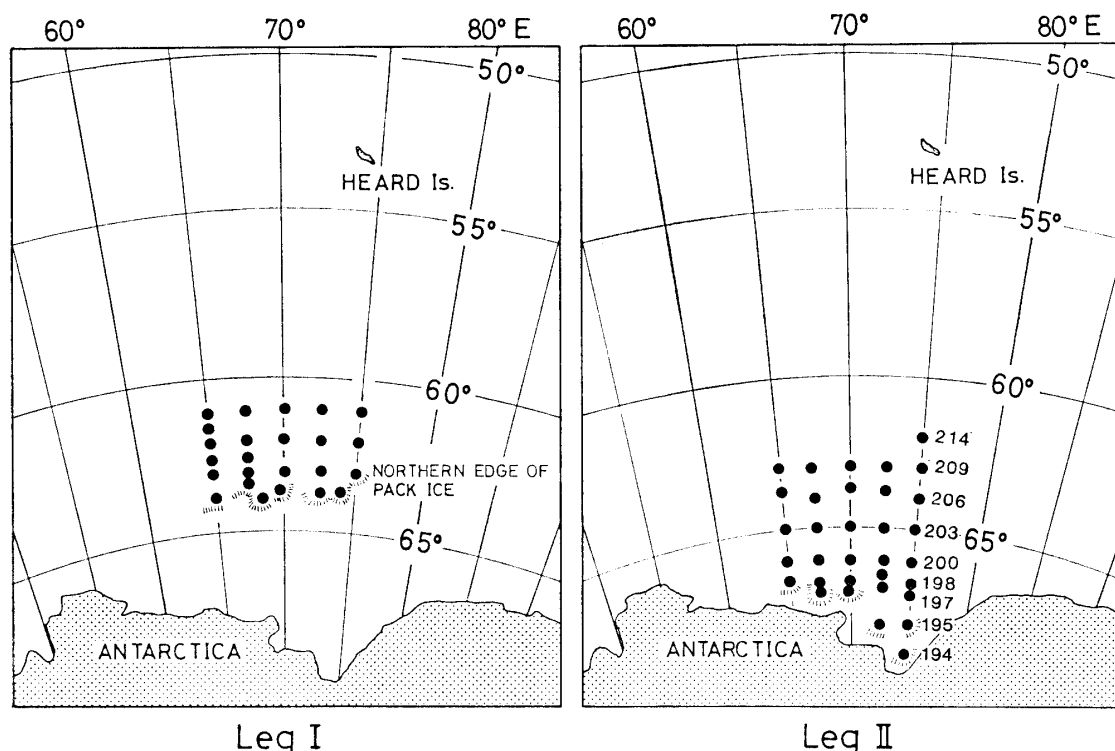 60° 70° 80° E
50°
HEARD Is.
55°
60°
NORTHERN EDGE OF
PACK ICE
65°
ANTARCTICA
Leg I
60° 70° 80° E
50°
HEARD Is.
55°
60°
214
209
206
65°
203
200
198
197
195
194
ANTARCTICA
Leg II